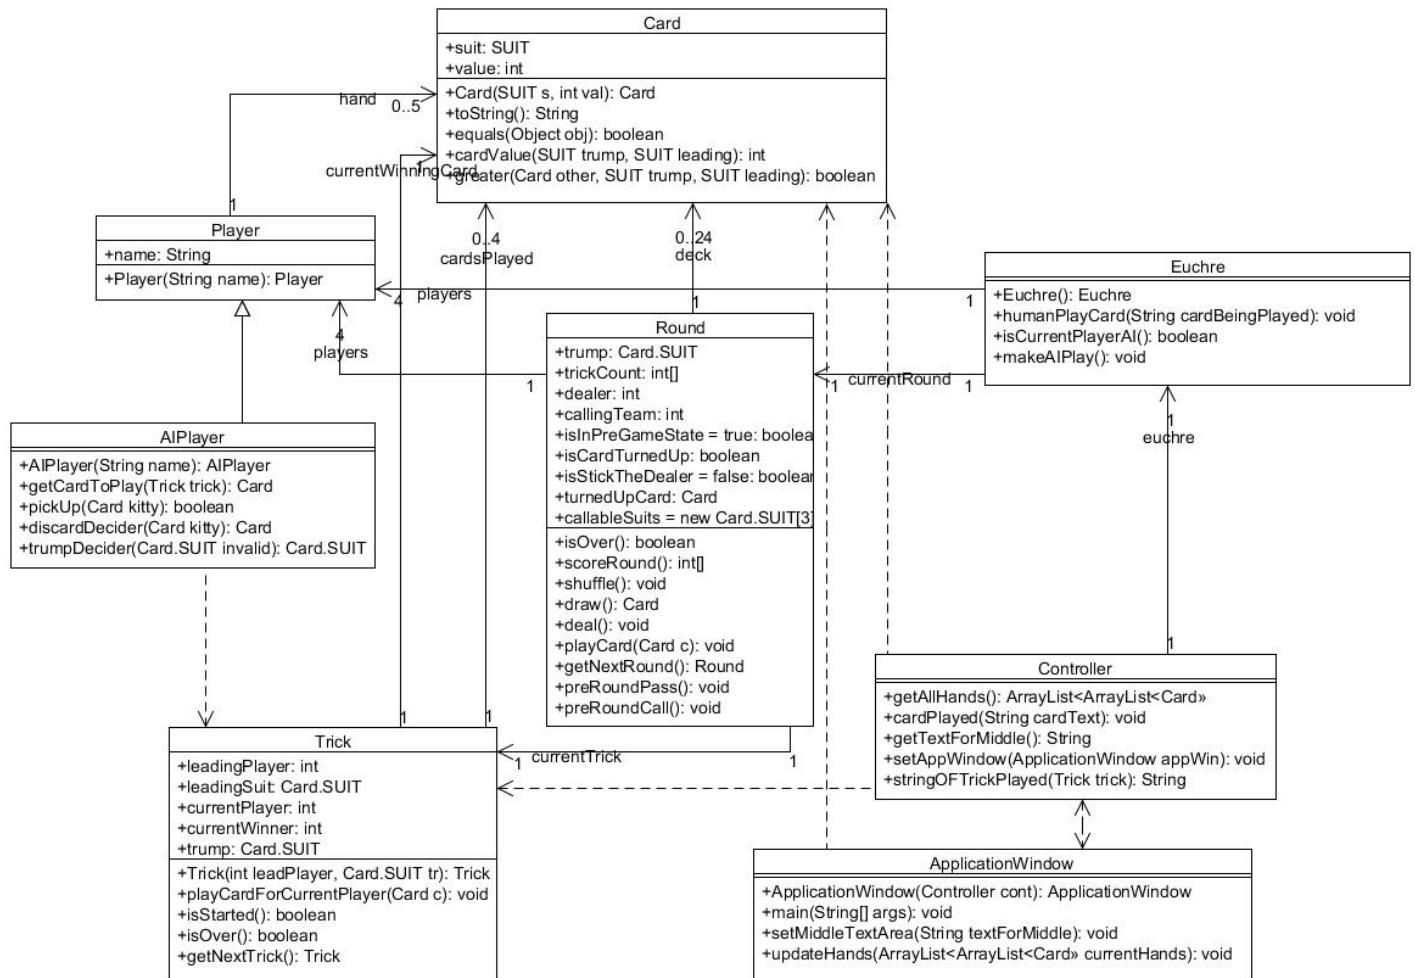 Card
+suit: SUIT
+value: int
+Card(SUIT s, int val): Card
+toString(): String
+equals(Object obj): boolean
+cardValue(SUIT trump, SUIT leading): int
+greater(Card other, SUIT trump, SUIT leading): boolean
hand
0..5
1
currentWinningCard
1
Player
+name: String
+Player(String name): Player
0..4
cardsPlayed
0..24
deck
1
4
players
1
4
players
1
Euchre
+Euchre(): Euchre
+humanPlayCard(String cardBeingPlayed): void
+isCurrentPlayerAI(): boolean
+makeAIPlay(): void
1
currentRound
1
1
euchre
1
Round
+trump: Card.SUIT
+trickCount: int[]
+dealer: int
+callingTeam: int
+isInPreGameState = true: boolea
+isCardTurnedUp: boolean
+isStickTheDealer = false: boolear
+turnedUpCard: Card
+callableSuits = new Card.SUIT[3]
+isOver(): boolean
+scoreRound(): int[]
+shuffle(): void
+draw(): Card
+deal(): void
+playCard(Card c): void
+getNextRound(): Round
+preRoundPass(): void
+preRoundCall(): void
AIPlayer
+AIPlayer(String name): AIPlayer
+getCardToPlay(Trick trick): Card
+pickUp(Card kitty): boolean
+discardDecider(Card kitty): Card
+trumpDecider(Card.SUIT invalid): Card.SUIT
Controller
+getAllHands(): ArrayList<ArrayList<Card»
+cardPlayed(String cardText): void
+getTextForMiddle(): String
+setAppWindow(ApplicationWindow appWin): void
+stringOFTrickPlayed(Trick trick): String
1
1
1
currentTrick
1
Trick
+leadingPlayer: int
+leadingSuit: Card.SUIT
+currentPlayer: int
+currentWinner: int
+trump: Card.SUIT
+Trick(int leadPlayer, Card.SUIT tr): Trick
+playCardForCurrentPlayer(Card c): void
+isStarted(): boolean
+isOver(): boolean
+getNextTrick(): Trick
ApplicationWindow
+ApplicationWindow(Controller cont): ApplicationWindow
+main(String[] args): void
+setMiddleTextArea(String textForMiddle): void
+updateHands(ArrayList<ArrayList<Card» currentHands): void